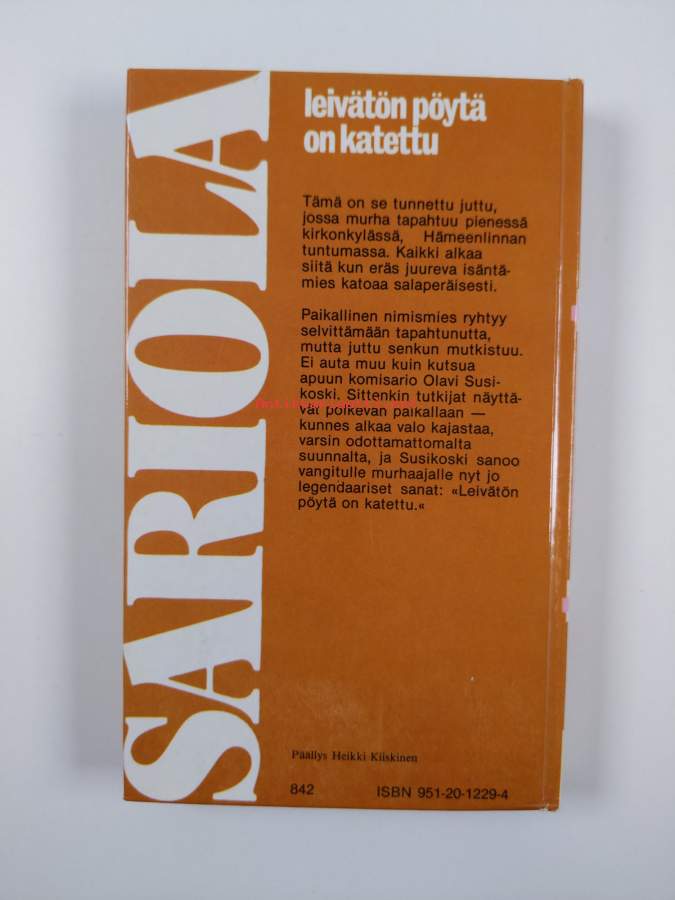 SARIOLA
leivätön pöytä
on katettu
Tämä on se tunnettu juttu,
jossa murha tapahtuu pienessä
kirkonkylässä, Hämeenlinnan
tuntumassa. Kaikki alkaa
siitä kun eräs juureva isäntä-
mies katoaa salaperäisesti.
Paikallinen nimismies ryhtyy
selvittämään tapahtunutta,
mutta juttu senkun mutkistuu.
Ei auta muu kuin kutsua
apuun komisario Olavi Susi-
koski. Sittenkin tutkijat näyttä-
vät polkevan paikallaan —
kunnes alkaa valo kajastaa,
varsin odottamattomalta
suunnalta, ja Susikoski sanoo
vangitulle murhaajalle nyt jo
legendaariset sanat: «Leivätön
pöytä on katettu.«
Päällys Heikki Kiiskinen
842 ISBN 951-20-1229-4